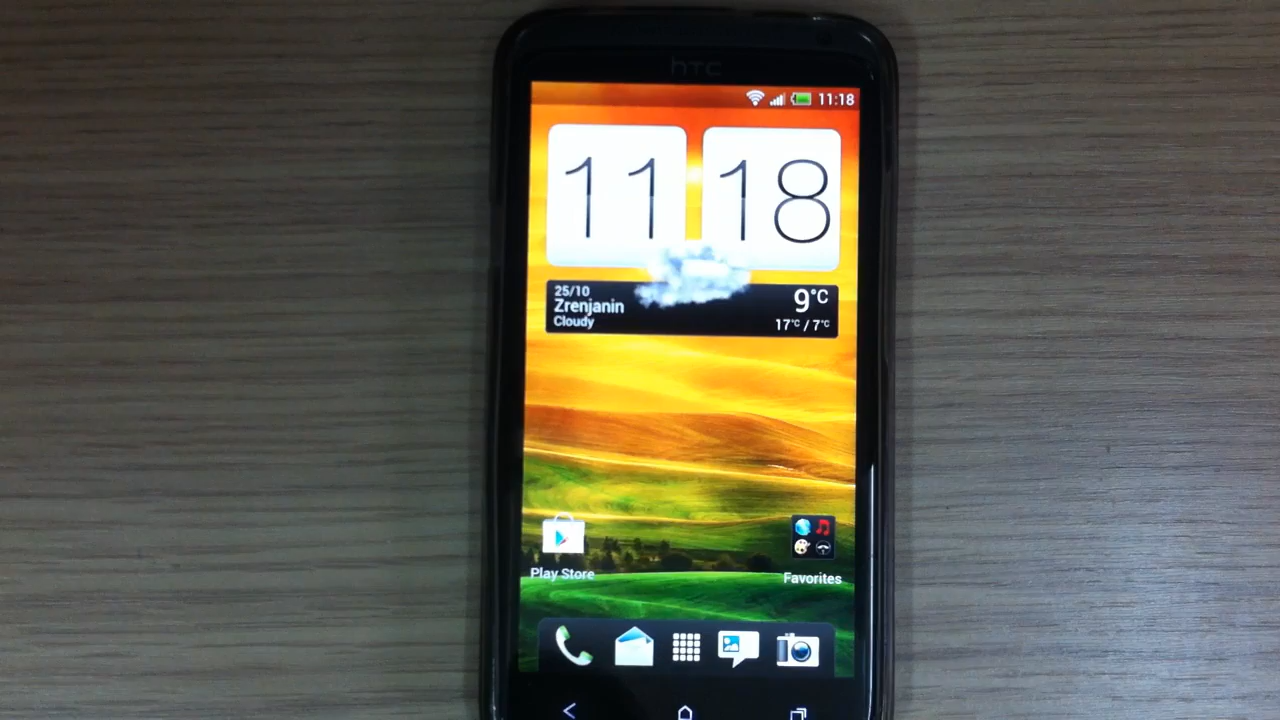 hTC
11:18
11 18
25/10
Zrenjanin
Cloudy
9°C
17°C / 7°C
Play Store
Favorites